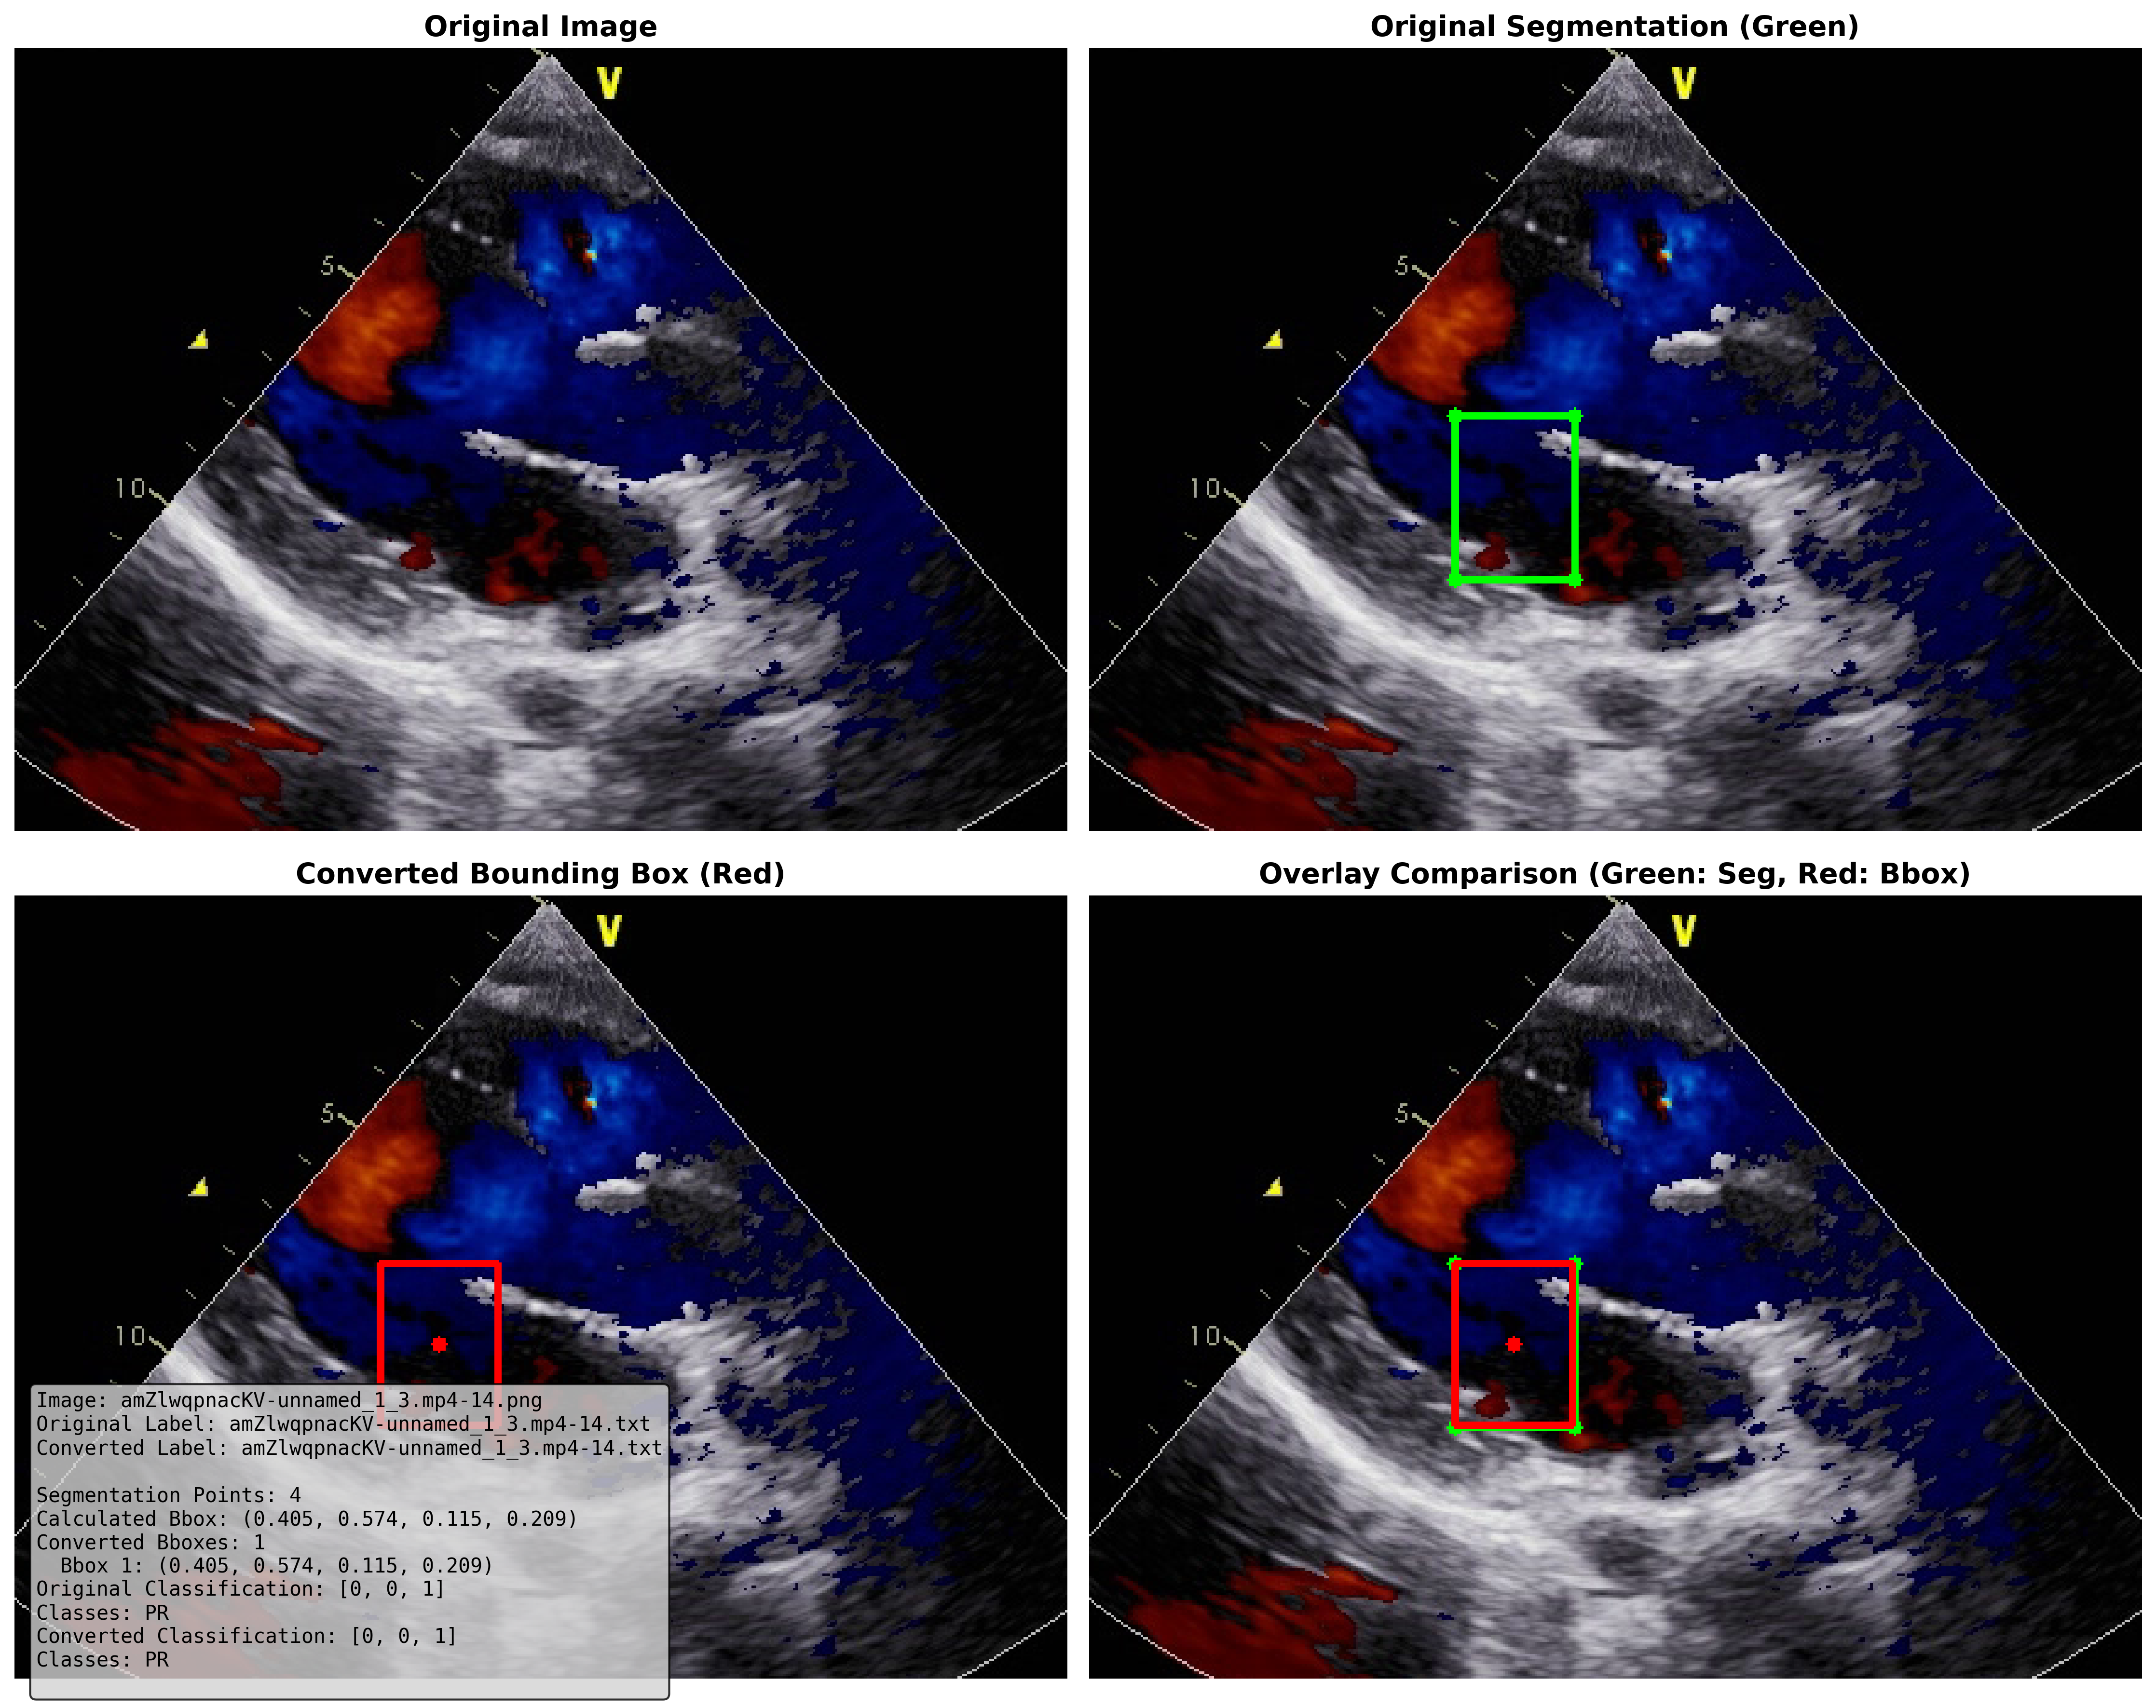 Original Image
Original Segmentation (Green)
V
5
10
V
5
10
Converted Bounding Box (Red)
Overlay Comparison (Green: Seg, Red: Bbox)
V
5
10
V
5
10
Image: amZlwqpnacKV-unnamed_1_3.mp4-14.png
Original Label: amZlwqpnacKV-unnamed_1_3.mp4-14.txt
Converted Label: amZlwqpnacKV-unnamed_1_3.mp4-14.txt
Segmentation Points: 4
Calculated Bbox: (0.405, 0.574, 0.115, 0.209)
Converted Bboxes: 1
Bbox 1: (0.405, 0.574, 0.115, 0.209)
Original Classification: [0, 0, 1]
Classes: PR
Converted Classification: [0, 0, 1]
Classes: PR